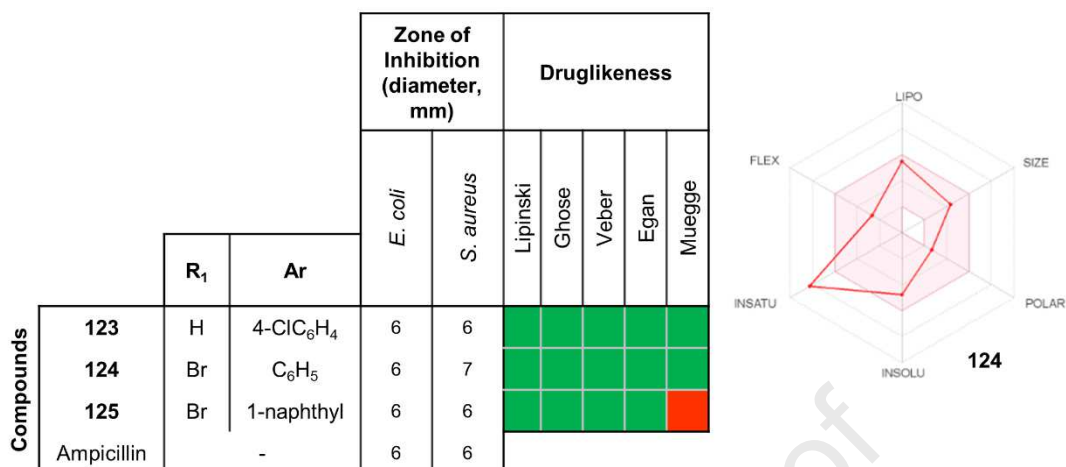 Zone of
Inhibition
(diameter,
mm)
Druglikeness
E. coli
S. aureus
Lipinski
Ghose
Veber
Egan
Muegge
R₁ Ar
Compounds
123 H 4-ClC₆H₄ 6 6
124 Br C₆H₅ 6 7
125 Br 1-naphthyl 6 6
Ampicillin - 6 6
LIPO
FLEX SIZE
INSATU POLAR
INSOLU
124
of